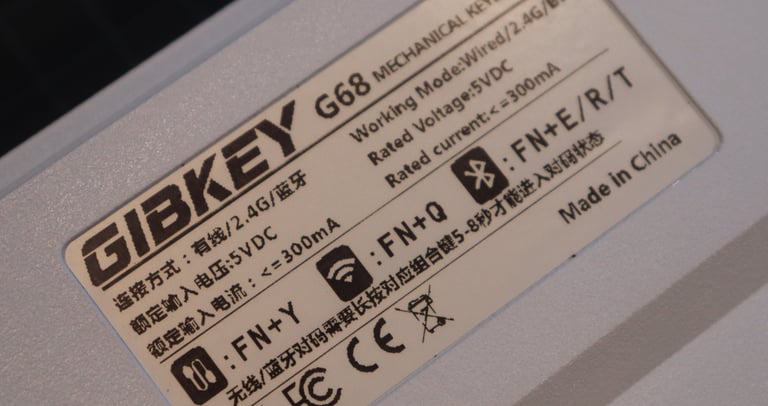 GIBKEY G68 MECHANICAL
连接方式：有线/2.4G/蓝牙
额定输入电压:5VDC
额定输入电流：<=300mA
Working Mode:Wired/2.4G/
Rated Voltage:5VDC
Rated current:<=300mA
:FN+Y
:FN+Q
:FN+E/R/T
无线/蓝牙对码需要长按对应组合键5-8秒才能进入对码状态
FC CE
Made in China